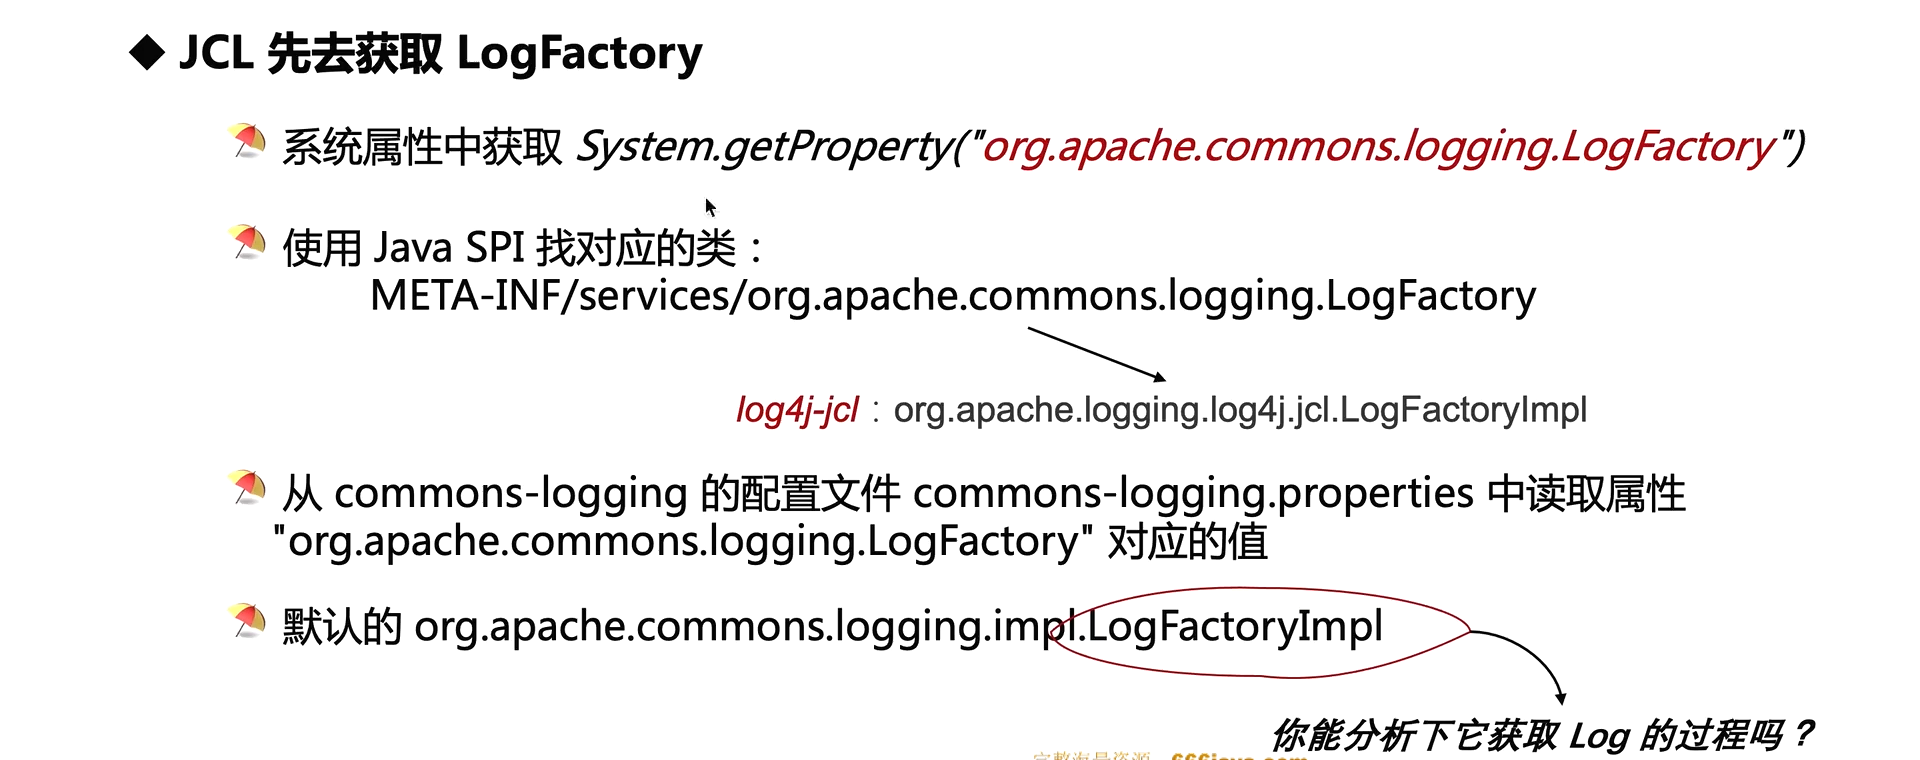 JCL 先去获取 LogFactory
系统属性中获取 System.getProperty("org.apache.commons.logging.LogFactory")
使用 Java SPI 找对应的类：
META-INF/services/org.apache.commons.logging.LogFactory
log4j-jcl：org.apache.logging.log4j.jcl.LogFactoryImpl
从 commons-logging 的配置文件 commons-logging.properties 中读取属性
"org.apache.commons.logging.LogFactory" 对应的值
默认的 org.apache.commons.logging.impl.LogFactoryImpl
你能分析下它获取 Log 的过程吗？